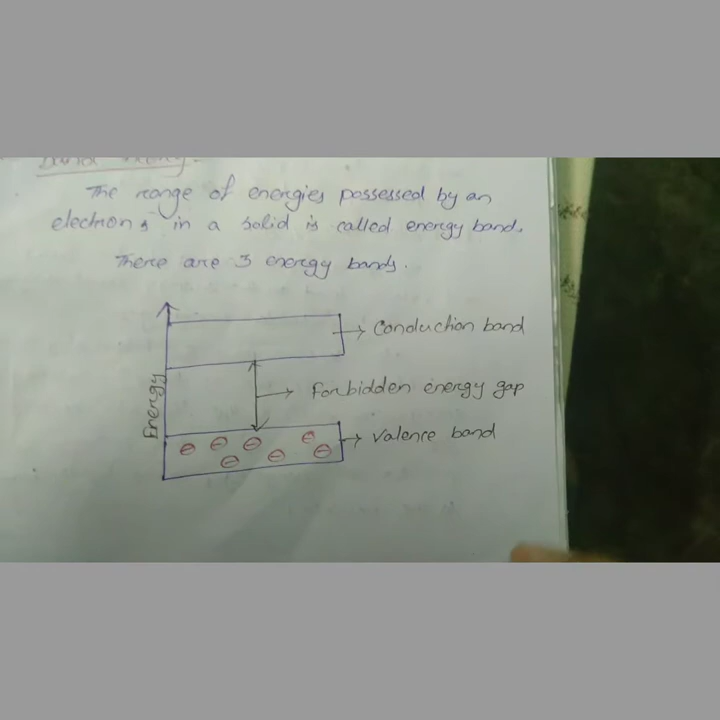 The range of energies possessed by an
electrons in a solid is called energy band.
There are 3 energy bands.
Conduction band
Forbidden energy gap
Energy
Valence band